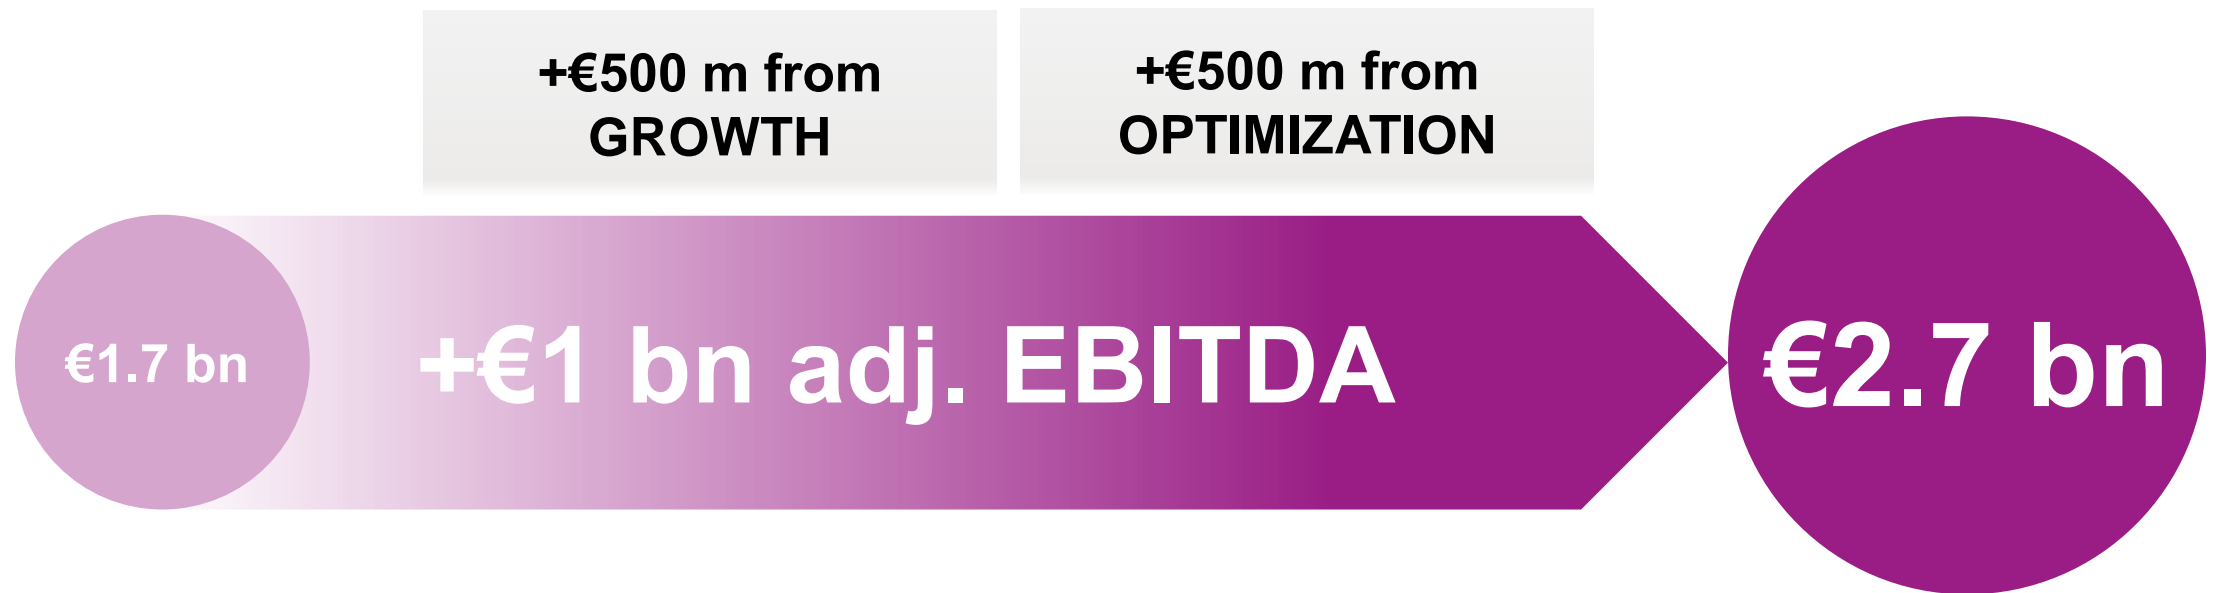 +€500 m from
GROWTH
+€500 m from
OPTIMIZATION
€1.7 bn
+€1 bn adj. EBITDA
€2.7 bn